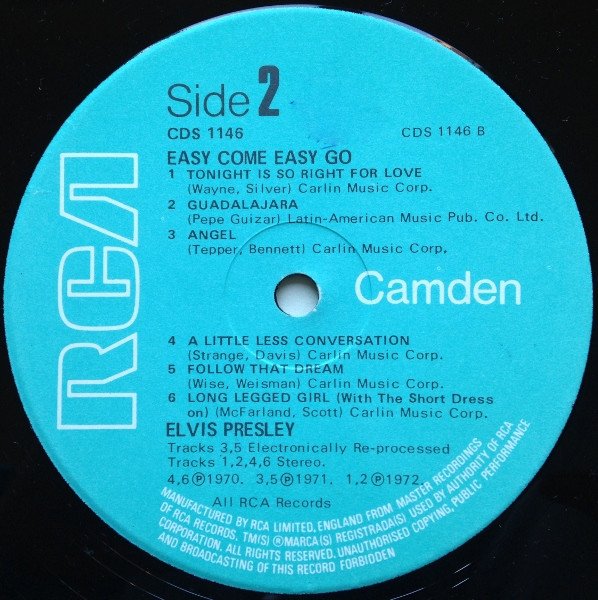 RCA
Side 2
CDS 1146
CDS 1146 B
EASY COME EASY GO
1 TONIGHT IS SO RIGHT FOR LOVE
(Wayne, Silver) Carlin Music Corp.
2 GUADALAJARA
(Pepe Guizar) Latin-American Music Pub. Co. Ltd.
3 ANGEL
(Tepper, Bennett) Carlin Music Corp.
Camden
4 A LITTLE LESS CONVERSATION
(Strange, Davis) Carlin Music Corp.
5 FOLLOW THAT DREAM
(Wise, Weisman) Carlin Music Corp.
6 LONG LEGGED GIRL (With The Short Dress
on) (McFarland, Scott) Carlin Music Corp.
ELVIS PRESLEY
Tracks 3,5 Electronically Re-processed
Tracks 1,2,4,6 Stereo.
4,6 Ⓟ 1970. 3,5 Ⓟ 1971. 1,2 Ⓟ 1972.
All RCA Records
MANUFACTURED BY RCA LIMITED, ENGLAND FROM MASTER RECORDINGS
OF RCA RECORDS, TM(S) ® MARCA(S) REGISTRADA(S) USED BY AUTHORITY OF RCA
CORPORATION. ALL RIGHTS RESERVED. UNAUTHORISED COPYING, PUBLIC PERFORMANCE
AND BROADCASTING OF THIS RECORD FORBIDDEN